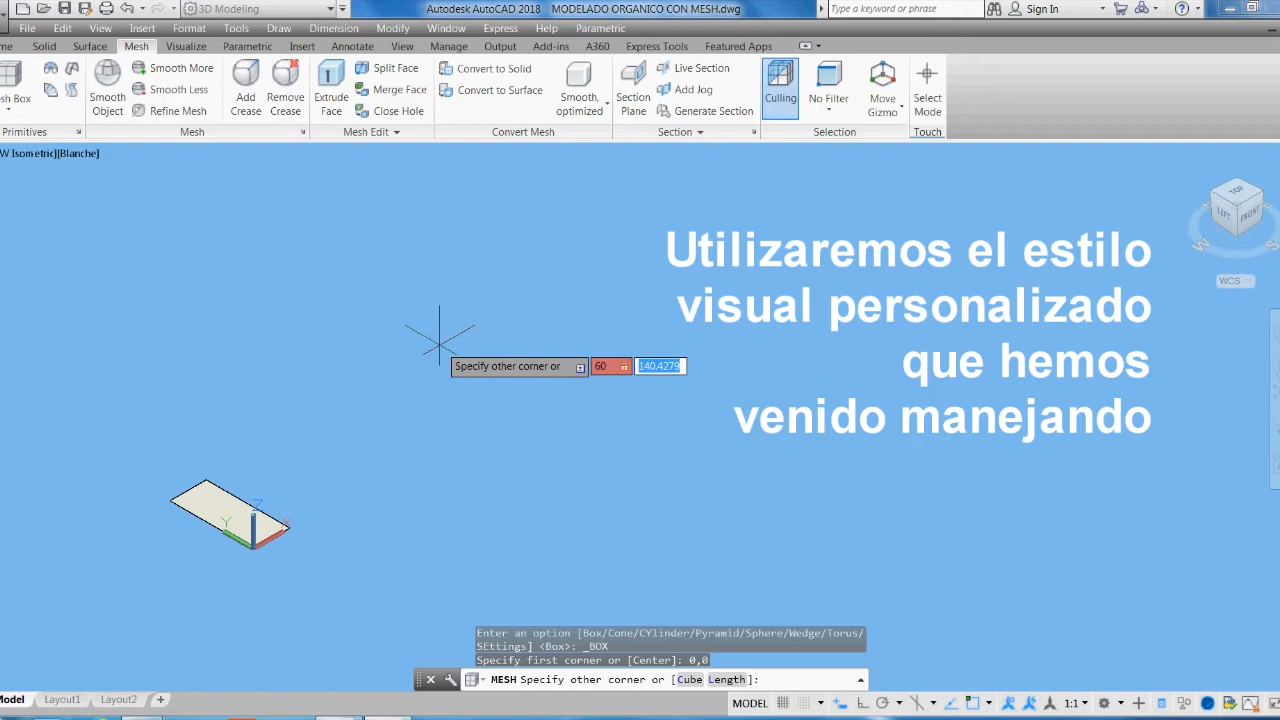 3D Modeling
Autodesk AutoCAD 2018 MODELADO ORGANICO CON MESH.dwg
Type a keyword or phrase
Sign In
File Edit View Insert Format Tools Draw Dimension Modify Window Express Help Parametric
me Solid Surface Mesh Visualize Parametric Insert Annotate View Manage Output Add-ins A360 Express Tools Featured Apps
Smooth More Split Face Convert to Solid Live Section
Smooth Less Merge Face Convert to Surface Add Jog
esh Box Smooth Object Refine Mesh Add Crease Remove Crease Extrude Face Close Hole Smooth, optimized Section Plane Generate Section Culling No Filter Move Gizmo Select Mode
Primitives Mesh Mesh Edit Convert Mesh Section Selection Touch
W Isometric][Blanche]
TOP
LEFT FRONT
W S
WCS
Utilizaremos el estilo
visual personalizado
que hemos
venido manejando
Specify other corner or 60 140.4279
Z
Y X
Enter an option [Box/Cone/CYlinder/Pyramid/Sphere/Wedge/Torus/
SEttings] <Box>: _BOX
Specify first corner or [Center]: 0,0
MESH Specify other corner or [Cube Length]:
Model Layout1 Layout2 +
MODEL 1:1